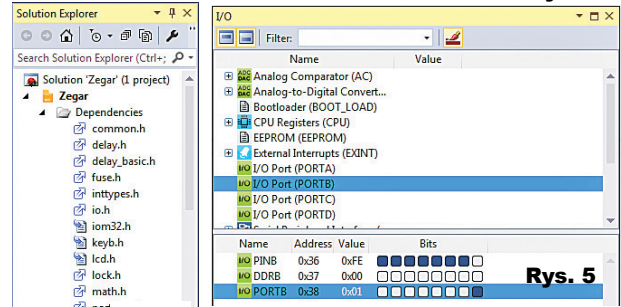 Solution Explorer
Search Solution Explorer (Ctrl+;
Solution 'Zegar' (1 project)
Zegar
Dependencies
common.h
delay.h
delay_basic.h
fuse.h
inttypes.h
io.h
iom32.h
keyb.h
lcd.h
lock.h
math.h
I/O
Filter:
Name Value
Analog Comparator (AC)
Analog-to-Digital Convert...
Bootloader (BOOT_LOAD)
CPU Registers (CPU)
EEPROM (EEPROM)
External Interrupts (EXINT)
I/O Port (PORTA)
I/O Port (PORTB)
I/O Port (PORTC)
I/O Port (PORTD)
Name Address Value Bits
I/O PINB 0x36 0xFE
I/O DDRB 0x37 0x00
I/O PORTB 0x38 0x01
Rys. 5